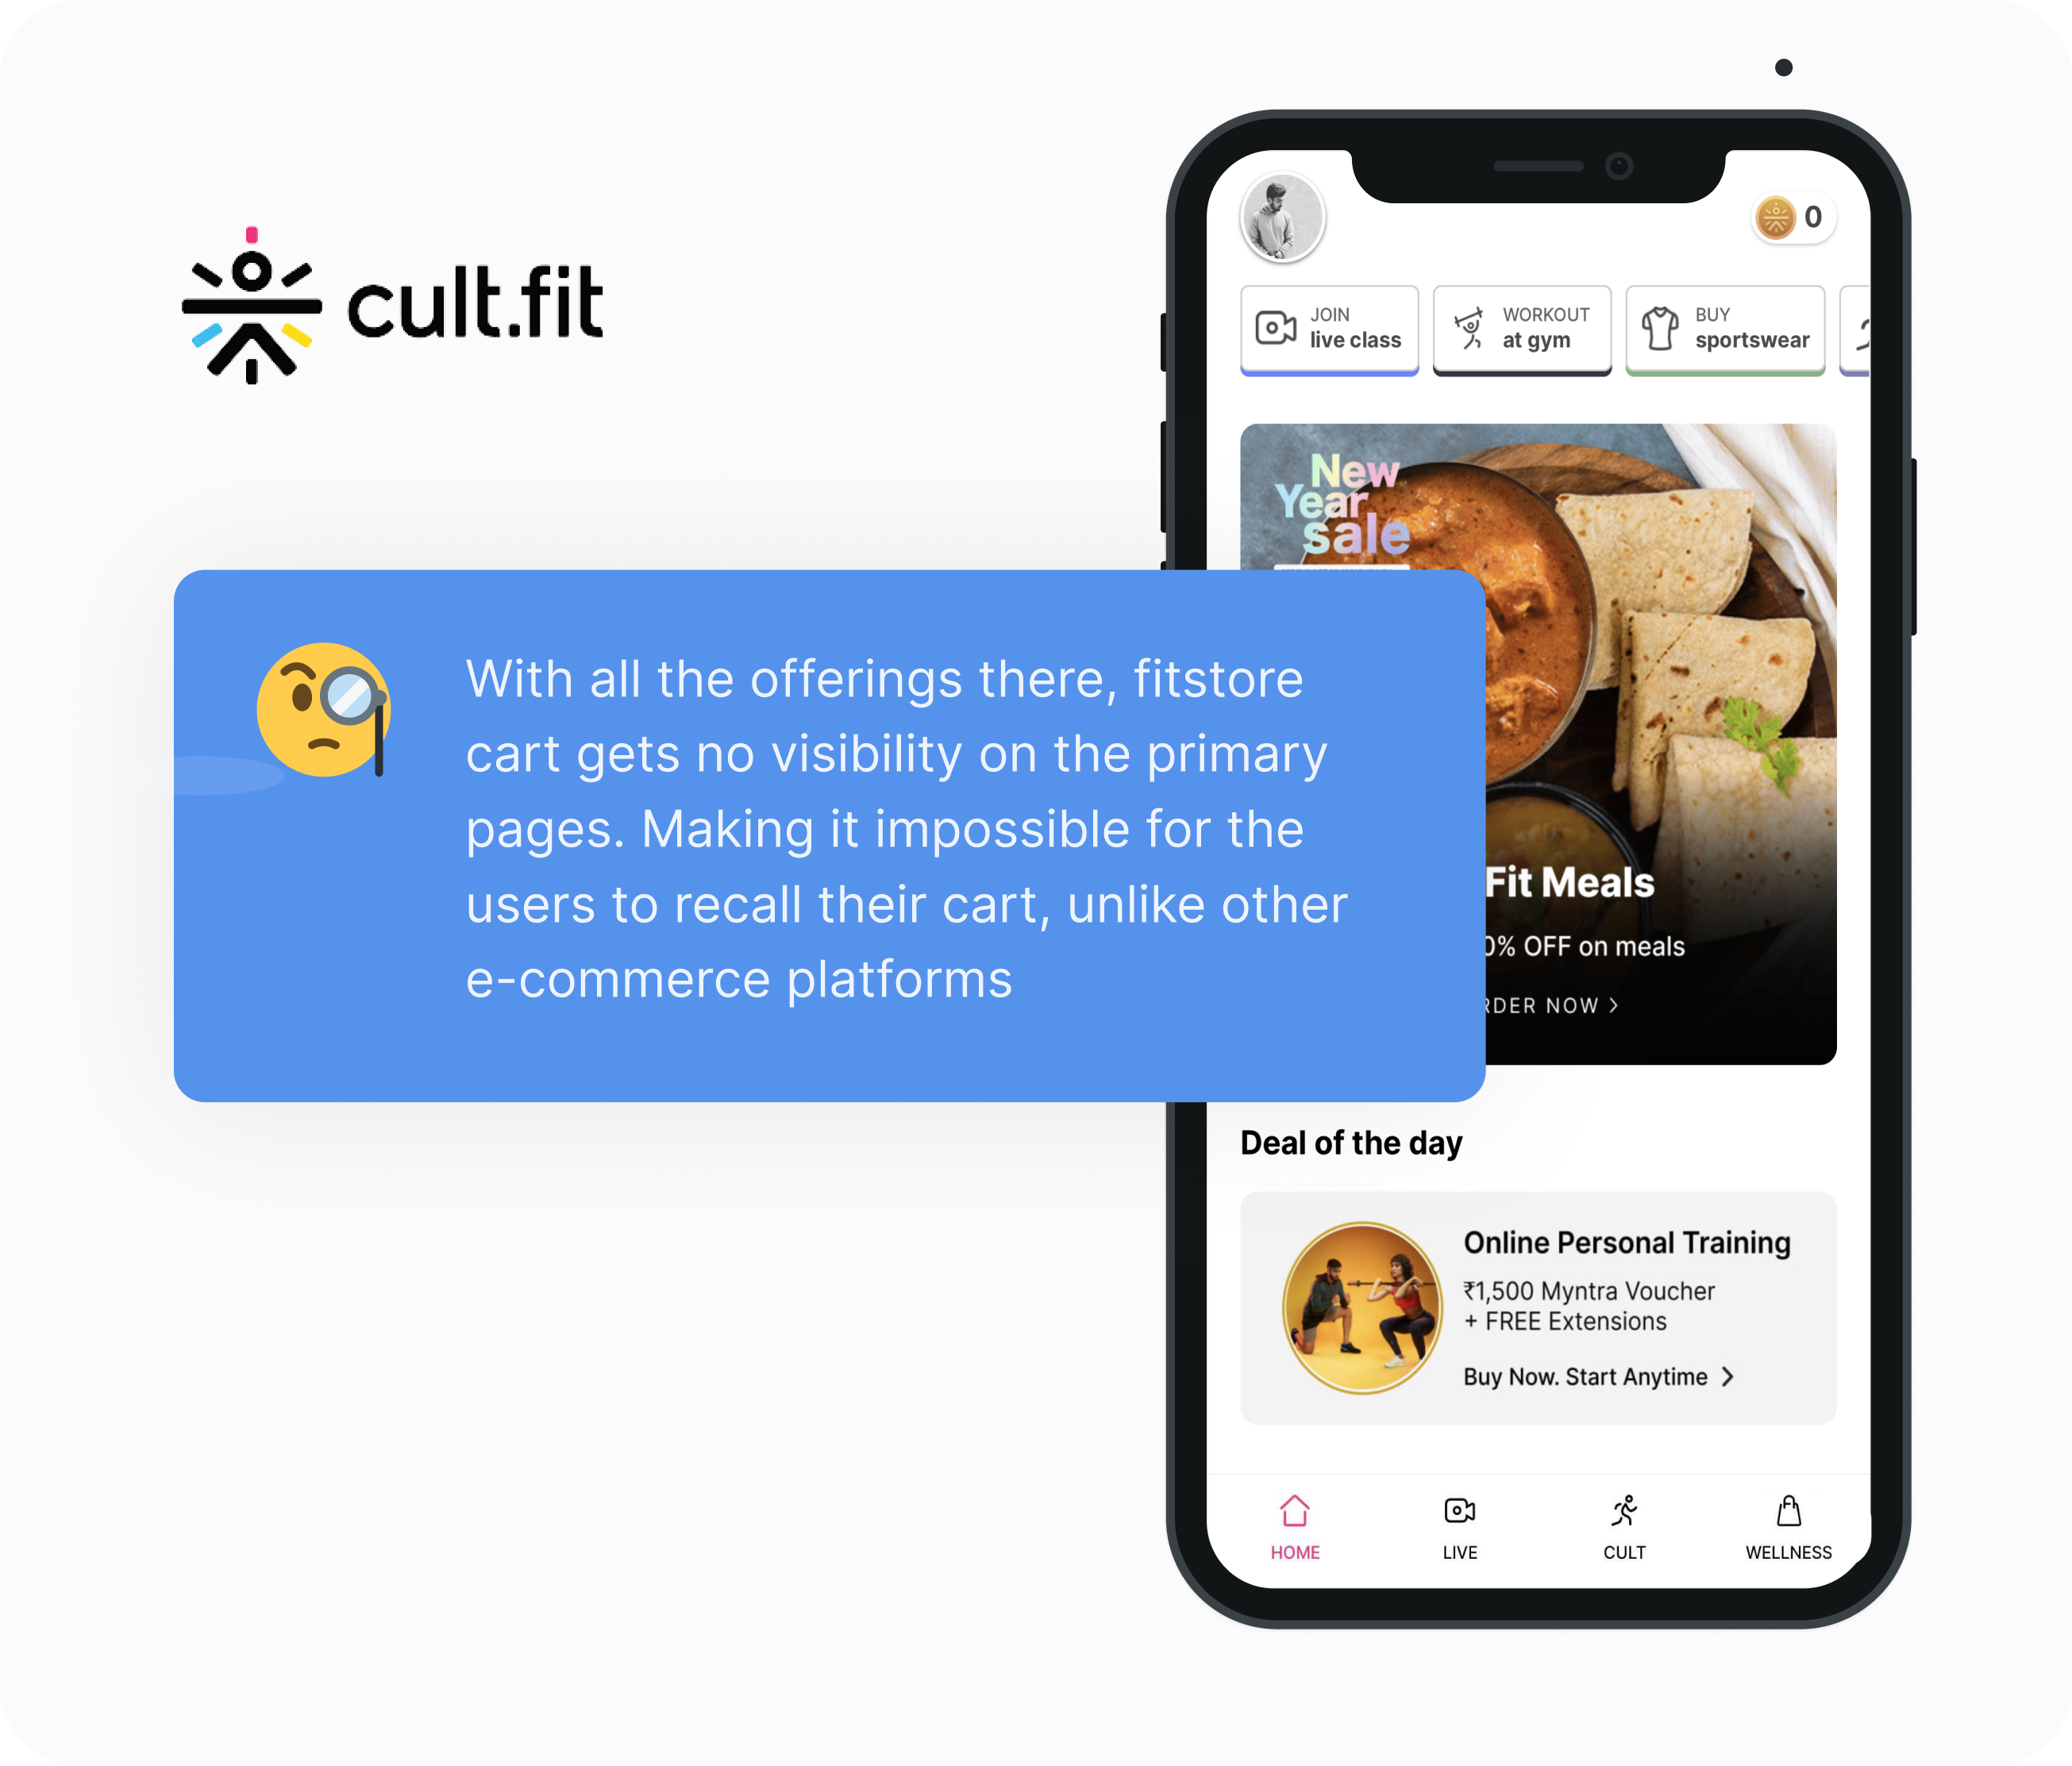 cult.fit
0
JOIN
live class
WORKOUT
at gym
BUY
sportswear
New
Year
sale
With all the offerings there, fitstore
cart gets no visibility on the primary
pages. Making it impossible for the
users to recall their cart, unlike other
e-commerce platforms
Fit Meals
0% OFF on meals
RDER NOW >
Deal of the day
Online Personal Training
₹1,500 Myntra Voucher
+ FREE Extensions
Buy Now. Start Anytime >
HOME
LIVE
CULT
WELLNESS